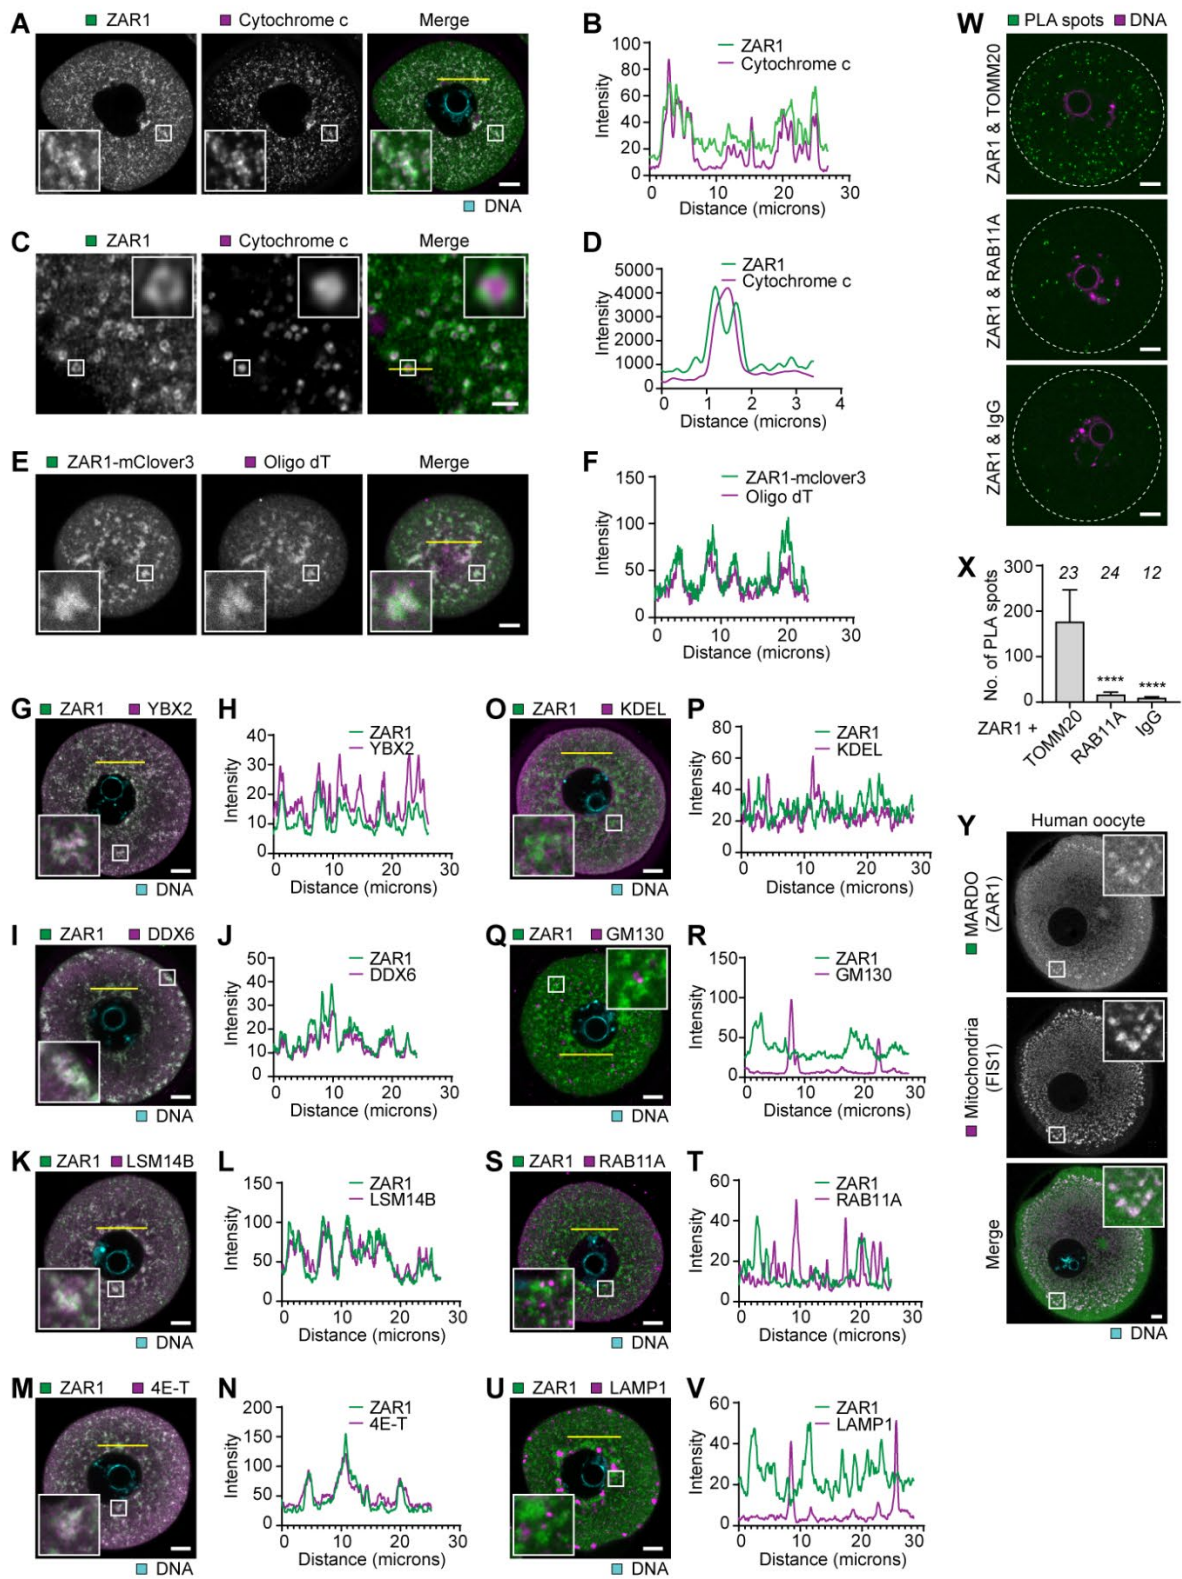 A
ZAR1
Cytochrome c
Merge
DNA
B
ZAR1
Cytochrome c
Intensity
100
80
60
40
20
0
0 10 20 30
Distance (microns)
C
ZAR1
Cytochrome c
Merge
D
ZAR1
Cytochrome c
Intensity
5000
4000
3000
2000
1000
0
0 1 2 3 4
E
ZAR1-mClover3
Oligo dT
Merge
F
ZAR1-mclover3
Oligo dT
Intensity
150
100
50
0
0 10 20 30
Distance (microns)
G
ZAR1 YBX2
DNA
H
ZAR1
YBX2
Intensity
40
30
20
10
0
0 10 20 30
Distance (microns)
I
ZAR1 DDX6
DNA
J
ZAR1
DDX6
Intensity
50
40
30
20
10
0
0 10 20 30
Distance (microns)
K
ZAR1 LSM14B
DNA
L
ZAR1
LSM14B
Intensity
150
100
50
0
0 10 20 30
Distance (microns)
M
ZAR1 4E-T
DNA
N
ZAR1
4E-T
Intensity
200
150
100
50
0
0 10 20 30
Distance (microns)
O
ZAR1 KDEL
DNA
P
ZAR1
KDEL
Intensity
80
60
40
20
0
0 10 20 30
Distance (microns)
Q
ZAR1 GM130
DNA
R
ZAR1
GM130
Intensity
150
100
50
0
0 10 20 30
Distance (microns)
S
ZAR1 RAB11A
DNA
T
ZAR1
RAB11A
Intensity
60
40
20
0
0 10 20 30
Distance (microns)
U
ZAR1 LAMP1
DNA
V
ZAR1
LAMP1
Intensity
60
40
20
0
0 10 20 30
Distance (microns)
W
PLA spots DNA
ZAR1 & TOMM20
ZAR1 & RAB11A
ZAR1 & IgG
X
No. of PLA spots
300
200
100
0
23 24 12
**** ****
ZAR1 +
TOMM20
RAB11A
IgG
Y
Human oocyte
MARDO
(ZAR1)
Mitochondria
(FIS1)
Merge
DNA